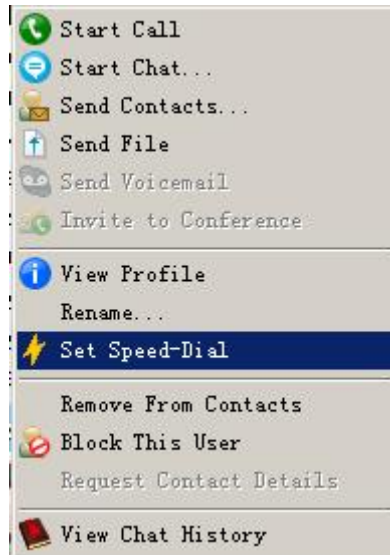 Start Call
Start Chat...
Send Contacts...
Send File
Send Voicemail
Invite to Conference
View Profile
Rename...
Set Speed-Dial
Remove From Contacts
Block This User
Request Contact Details
View Chat History